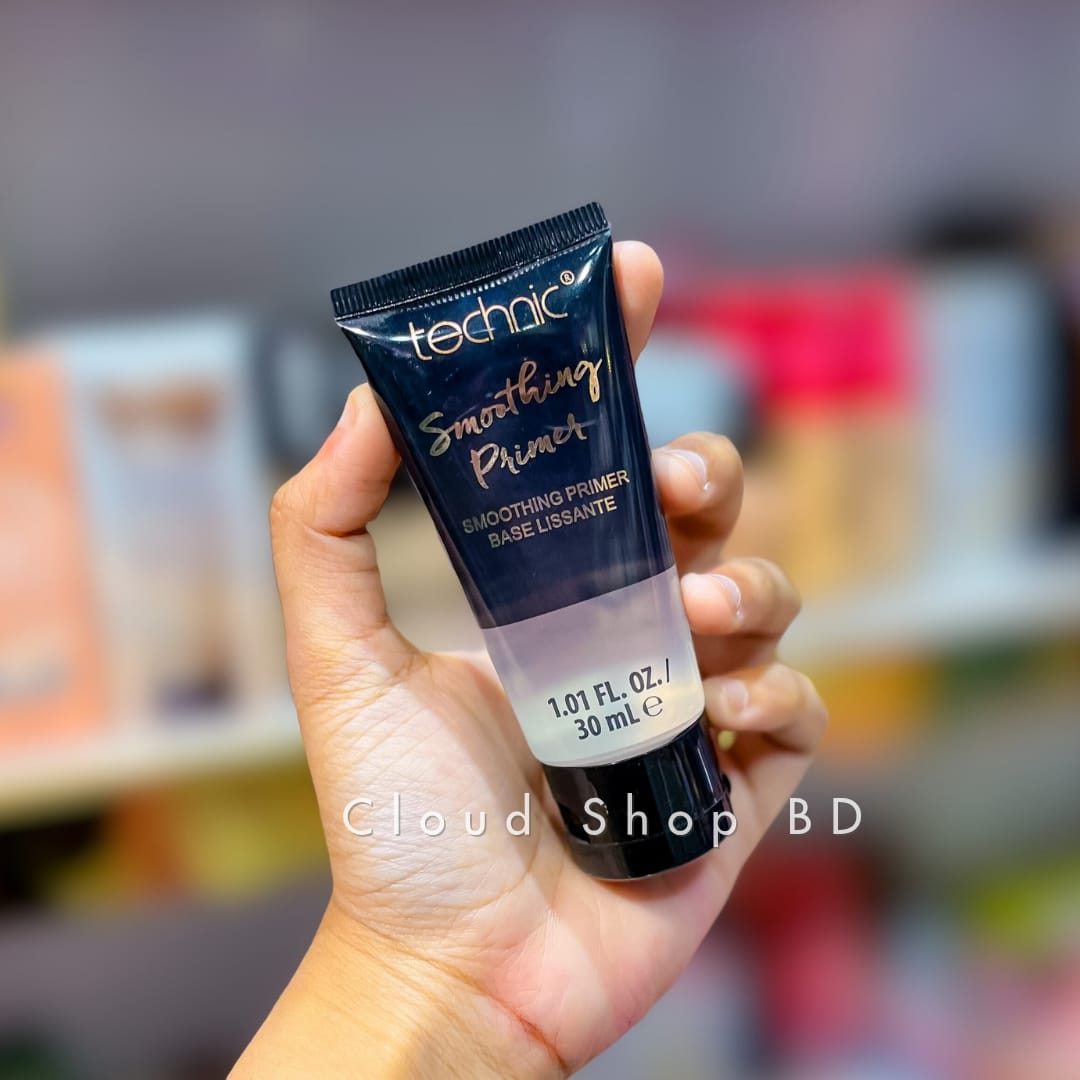 technic®
Smoothing
Primer
SMOOTHING PRIMER
BASE LISSANTE
1.01 FL. OZ. /
30 mL ℮
Cloud Shop BD